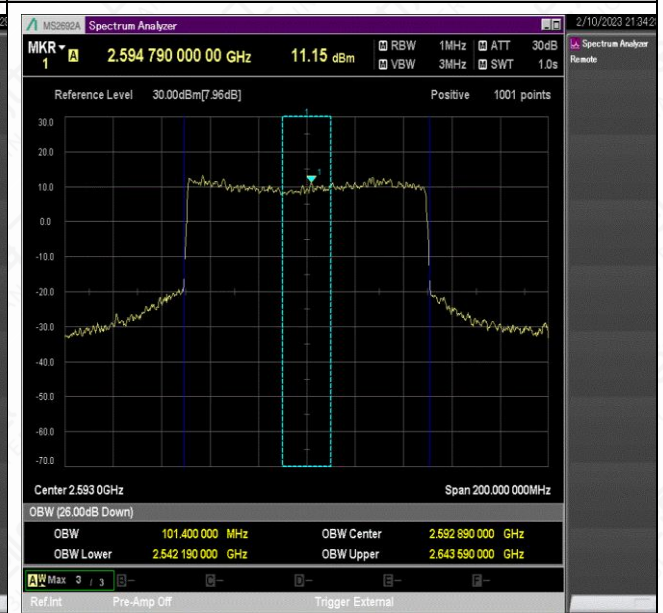 MS2692A Spectrum Analyzer
2/10/2023 21:34:2
MKR 1 A 2.594 790 000 00 GHz 11.15 dBm M RBW 1MHz M ATT 30dB
M VBW 3MHz M SWT 1.0s
Spectrum Analyzer
Remote
Reference Level 30.00dBm[7.96dB] Positive 1001 points
30.0
20.0
10.0
0.0
-10.0
-20.0
-30.0
-40.0
-50.0
-60.0
-70.0
1
1
Center 2.593 0GHz Span 200.000 000MHz
OBW (26.00dB Down)
OBW 101.400 000 MHz OBW Center 2.592 890 000 GHz
OBW Lower 2.542 190 000 GHz OBW Upper 2.643 590 000 GHz
A W Max 3 / 3 B- C- D- E- F-
Ref.Int Pre-Amp Off Trigger External